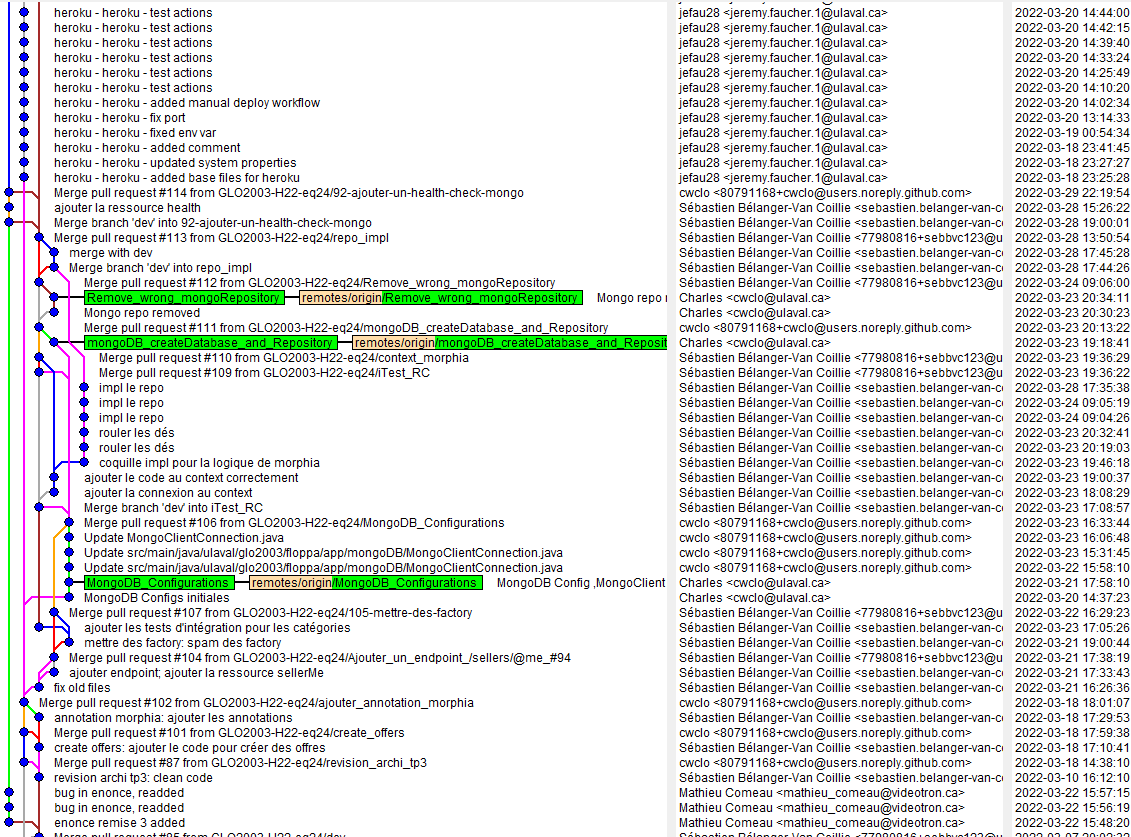 heroku - heroku - test actions jefau28 <jeremy.faucher.1@ulaval.ca> 2022-03-20 14:44:00
heroku - heroku - test actions jefau28 <jeremy.faucher.1@ulaval.ca> 2022-03-20 14:42:15
heroku - heroku - test actions jefau28 <jeremy.faucher.1@ulaval.ca> 2022-03-20 14:39:40
heroku - heroku - test actions jefau28 <jeremy.faucher.1@ulaval.ca> 2022-03-20 14:33:24
heroku - heroku - test actions jefau28 <jeremy.faucher.1@ulaval.ca> 2022-03-20 14:25:49
heroku - heroku - test actions jefau28 <jeremy.faucher.1@ulaval.ca> 2022-03-20 14:10:20
heroku - heroku - added manual deploy workflow jefau28 <jeremy.faucher.1@ulaval.ca> 2022-03-20 14:02:34
heroku - heroku - fix port jefau28 <jeremy.faucher.1@ulaval.ca> 2022-03-20 13:14:33
heroku - heroku - fixed env var jefau28 <jeremy.faucher.1@ulaval.ca> 2022-03-19 00:54:34
heroku - heroku - added comment jefau28 <jeremy.faucher.1@ulaval.ca> 2022-03-18 23:41:45
heroku - heroku - updated system properties jefau28 <jeremy.faucher.1@ulaval.ca> 2022-03-18 23:27:27
heroku - heroku - added base files for heroku jefau28 <jeremy.faucher.1@ulaval.ca> 2022-03-18 23:25:28
Merge pull request #114 from GLO2003-H22-eq24/92-ajouter-un-health-check-mongo cwclo <80791168+cwclo@users.noreply.github.com> 2022-03-29 22:19:54
ajouter la ressource health Sébastien Bélanger-Van Coillie <sebastien.belanger-van-c 2022-03-28 15:26:22
Merge branch 'dev' into 92-ajouter-un-health-check-mongo Sébastien Bélanger-Van Coillie <sebastien.belanger-van-c 2022-03-28 19:00:01
Merge pull request #113 from GLO2003-H22-eq24/repo_impl Sébastien Bélanger-Van Coillie <77980816+sebbvc123@u 2022-03-28 13:50:54
merge with dev Sébastien Bélanger-Van Coillie <sebastien.belanger-van-c 2022-03-28 17:45:28
Merge branch 'dev' into repo_impl Sébastien Bélanger-Van Coillie <sebastien.belanger-van-c 2022-03-28 17:44:26
Merge pull request #112 from GLO2003-H22-eq24/Remove_wrong_mongoRepository Sébastien Bélanger-Van Coillie <77980816+sebbvc123@u 2022-03-24 09:06:00
Remove_wrong_mongoRepository remotes/origin/Remove_wrong_mongoRepository Mongo repo r Charles <cwclo@ulaval.ca> 2022-03-23 20:34:11
Mongo repo removed Charles <cwclo@ulaval.ca> 2022-03-23 20:30:23
Merge pull request #111 from GLO2003-H22-eq24/mongoDB_createDatabase_and_Repository cwclo <80791168+cwclo@users.noreply.github.com> 2022-03-23 20:13:22
mongoDB_createDatabase_and_Repository remotes/origin/mongoDB_createDatabase_and_Reposit Charles <cwclo@ulaval.ca> 2022-03-23 19:18:41
Merge pull request #110 from GLO2003-H22-eq24/context_morphia Sébastien Bélanger-Van Coillie <77980816+sebbvc123@u 2022-03-23 19:36:29
Merge pull request #109 from GLO2003-H22-eq24/iTest_RC Sébastien Bélanger-Van Coillie <77980816+sebbvc123@u 2022-03-23 19:36:22
impl le repo Sébastien Bélanger-Van Coillie <sebastien.belanger-van-c 2022-03-28 17:35:38
impl le repo Sébastien Bélanger-Van Coillie <sebastien.belanger-van-c 2022-03-24 09:05:19
impl le repo Sébastien Bélanger-Van Coillie <sebastien.belanger-van-c 2022-03-24 09:04:26
rouler les dés Sébastien Bélanger-Van Coillie <sebastien.belanger-van-c 2022-03-23 20:32:41
rouler les dés Sébastien Bélanger-Van Coillie <sebastien.belanger-van-c 2022-03-23 20:19:03
coquille impl pour la logique de morphia Sébastien Bélanger-Van Coillie <sebastien.belanger-van-c 2022-03-23 19:46:18
ajouter le code au context correctement Sébastien Bélanger-Van Coillie <sebastien.belanger-van-c 2022-03-23 19:00:37
ajouter la connexion au context Sébastien Bélanger-Van Coillie <sebastien.belanger-van-c 2022-03-23 18:08:29
Merge branch 'dev' into iTest_RC Sébastien Bélanger-Van Coillie <sebastien.belanger-van-c 2022-03-23 17:08:57
Merge pull request #106 from GLO2003-H22-eq24/MongoDB_Configurations cwclo <80791168+cwclo@users.noreply.github.com> 2022-03-23 16:33:44
Update MongoClientConnection.java cwclo <80791168+cwclo@users.noreply.github.com> 2022-03-23 16:06:48
Update src/main/java/ulaval/glo2003/floppa/app/mongoDB/MongoClientConnection.java cwclo <80791168+cwclo@users.noreply.github.com> 2022-03-23 15:31:45
Update src/main/java/ulaval/glo2003/floppa/app/mongoDB/MongoClientConnection.java cwclo <80791168+cwclo@users.noreply.github.com> 2022-03-22 15:58:10
MongoDB_Configurations remotes/origin/MongoDB_Configurations MongoDB Config ,MongoClient Charles <cwclo@ulaval.ca> 2022-03-21 17:58:10
MongoDB Configs initiales Charles <cwclo@ulaval.ca> 2022-03-21 14:37:23
Merge pull request #107 from GLO2003-H22-eq24/105-mettre-des-factory Sébastien Bélanger-Van Coillie <77980816+sebbvc123@u 2022-03-22 16:29:23
ajouter les tests d'intégration pour les catégories Sébastien Bélanger-Van Coillie <sebastien.belanger-van-c 2022-03-23 17:05:26
mettre des factory: spam des factory Sébastien Bélanger-Van Coillie <sebastien.belanger-van-c 2022-03-21 19:00:44
Merge pull request #104 from GLO2003-H22-eq24/Ajouter_un_endpoint_/sellers/@me_#94 Sébastien Bélanger-Van Coillie <77980816+sebbvc123@u 2022-03-21 17:38:19
ajouter endpoint; ajouter la ressource sellerMe Sébastien Bélanger-Van Coillie <sebastien.belanger-van-c 2022-03-21 17:33:43
fix old files Sébastien Bélanger-Van Coillie <sebastien.belanger-van-c 2022-03-21 16:26:36
Merge pull request #102 from GLO2003-H22-eq24/ajouter_annotation_morphia cwclo <80791168+cwclo@users.noreply.github.com> 2022-03-18 18:01:07
annotation morphia: ajouter les annotations Sébastien Bélanger-Van Coillie <sebastien.belanger-van-c 2022-03-18 17:29:53
Merge pull request #101 from GLO2003-H22-eq24/create_offers cwclo <80791168+cwclo@users.noreply.github.com> 2022-03-18 17:59:38
create offers: ajouter le code pour créer des offres Sébastien Bélanger-Van Coillie <sebastien.belanger-van-c 2022-03-18 17:10:41
Merge pull request #87 from GLO2003-H22-eq24/revision_archi_tp3 cwclo <80791168+cwclo@users.noreply.github.com> 2022-03-18 14:38:10
revision archi tp3: clean code Sébastien Bélanger-Van Coillie <sebastien.belanger-van-c 2022-03-10 16:12:10
bug in enonce, readded Mathieu Comeau <mathieu_comeau@videotron.ca> 2022-03-22 15:57:15
bug in enonce, readded Mathieu Comeau <mathieu_comeau@videotron.ca> 2022-03-22 15:56:19
enonce remise 3 added Mathieu Comeau <mathieu_comeau@videotron.ca> 2022-03-22 15:48:20